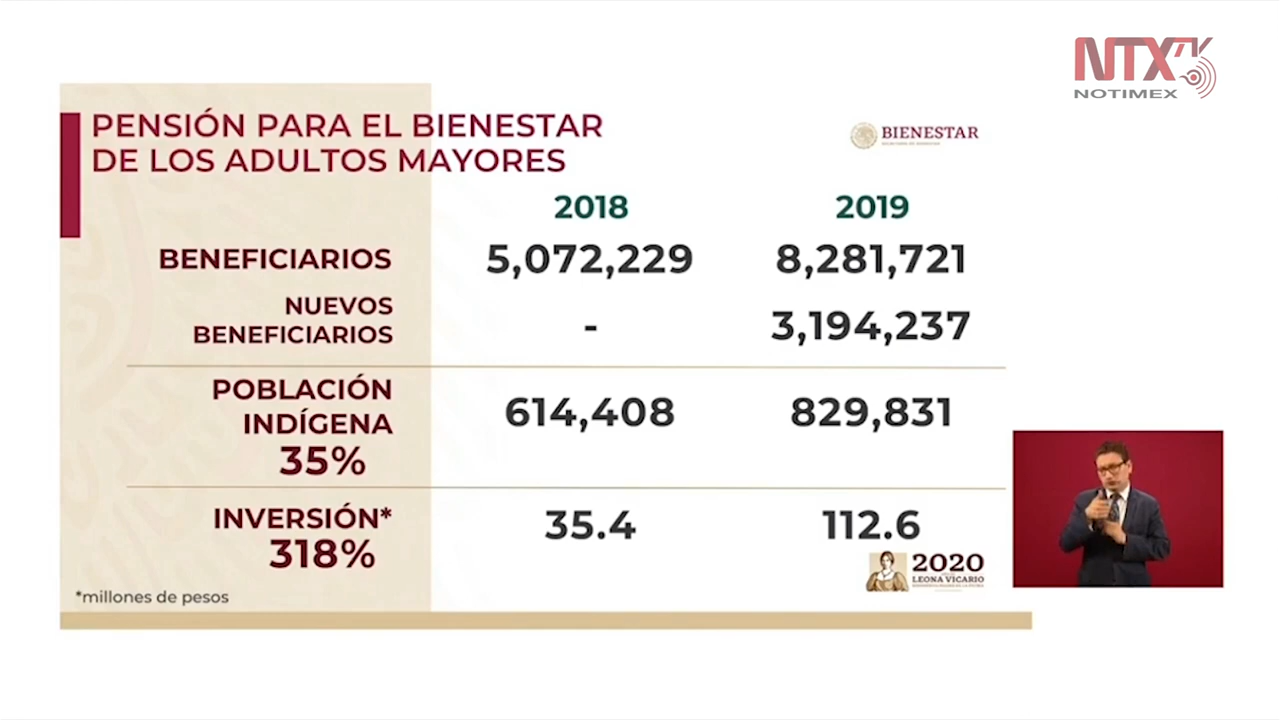 NTX TV
NOTIMEX
PENSIÓN PARA EL BIENESTAR
DE LOS ADULTOS MAYORES
BIENESTAR
2018 2019
BENEFICIARIOS 5,072,229 8,281,721
NUEVOS
BENEFICIARIOS - 3,194,237
POBLACIÓN
INDÍGENA 614,408 829,831
35%
INVERSIÓN* 35.4 112.6
318%
2020
LEONA VICARIO
*millones de pesos